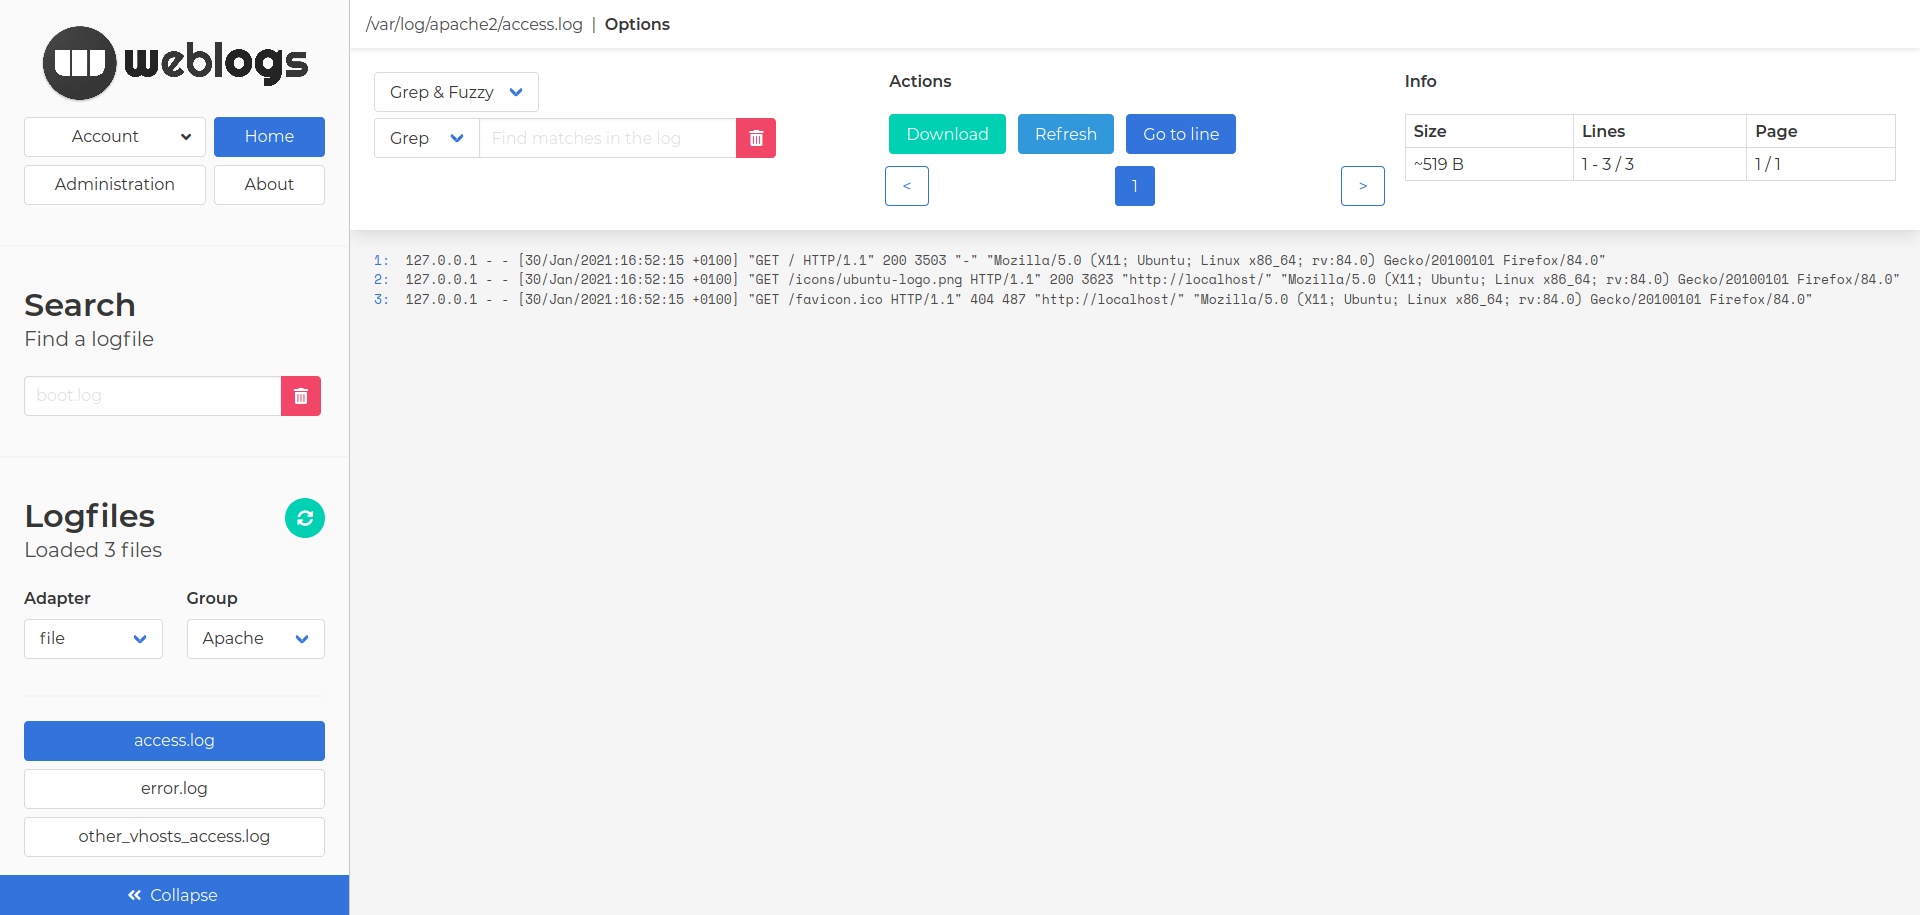 weblogs
Account
Home
Administration
About
Search
Find a logfile
boot.log
Logfiles
Loaded 3 files
Adapter
Group
file
Apache
access.log
error.log
other_vhosts_access.log
Collapse
/var/log/apache2/access.log | Options
Grep & Fuzzy
Grep
Find matches in the log
Actions
Download
Refresh
Go to line
<
1
>
Info
Size Lines Page
~519 B 1 - 3 / 3 1 / 1
1: 127.0.0.1 - - [30/Jan/2021:16:52:15 +0100] "GET / HTTP/1.1" 200 3503 "-" "Mozilla/5.0 (X11; Ubuntu; Linux x86_64; rv:84.0) Gecko/20100101 Firefox/84.0"
2: 127.0.0.1 - - [30/Jan/2021:16:52:15 +0100] "GET /icons/ubuntu-logo.png HTTP/1.1" 200 3623 "http://localhost/" "Mozilla/5.0 (X11; Ubuntu; Linux x86_64; rv:84.0) Gecko/20100101 Firefox/84.0"
3: 127.0.0.1 - - [30/Jan/2021:16:52:15 +0100] "GET /favicon.ico HTTP/1.1" 404 487 "http://localhost/" "Mozilla/5.0 (X11; Ubuntu; Linux x86_64; rv:84.0) Gecko/20100101 Firefox/84.0"